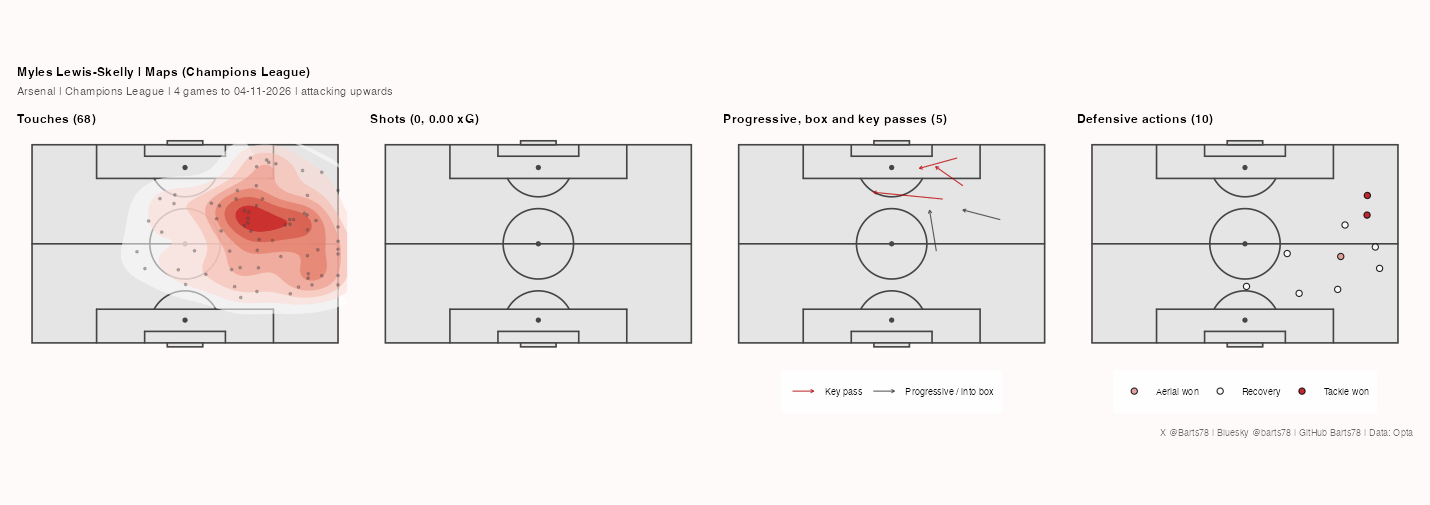 Myles Lewis-Skelly | Maps (Champions League)
Arsenal | Champions League | 4 games to 04-11-2026 | attacking upwards
Touches (68)
Shots (0, 0.00 xG)
Progressive, box and key passes (5)
Defensive actions (10)
Key pass
Progressive / into box
Aerial won
Recovery
Tackle won
X @Barts78 | Bluesky @barts78 | GitHub Barts78 | Data: Opta